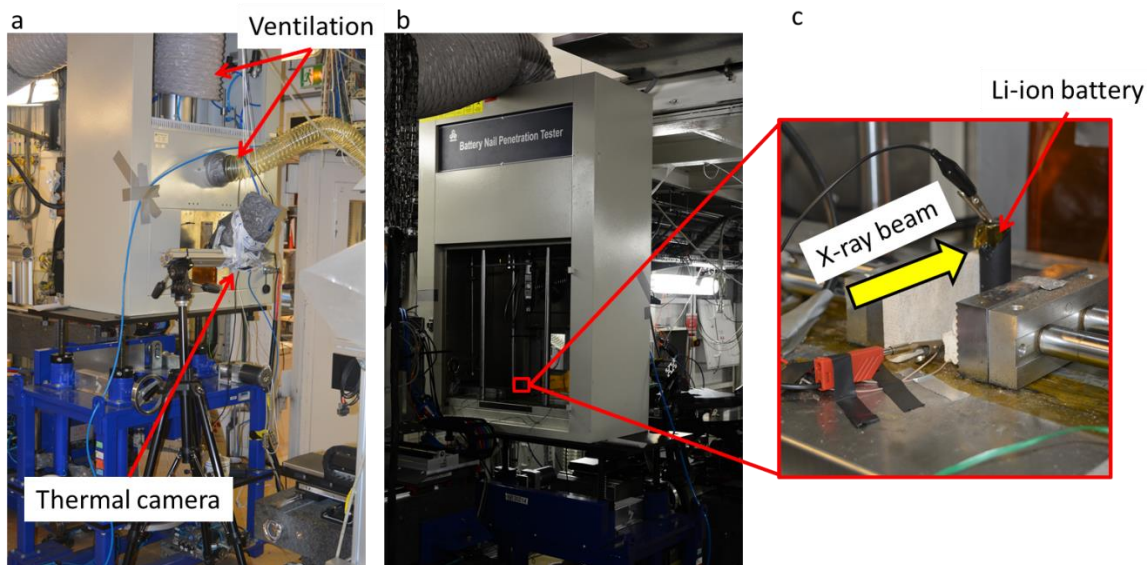 a
Ventilation
Thermal camera
b
Battery Nail Penetration Tester
c
Li-ion battery
X-ray beam